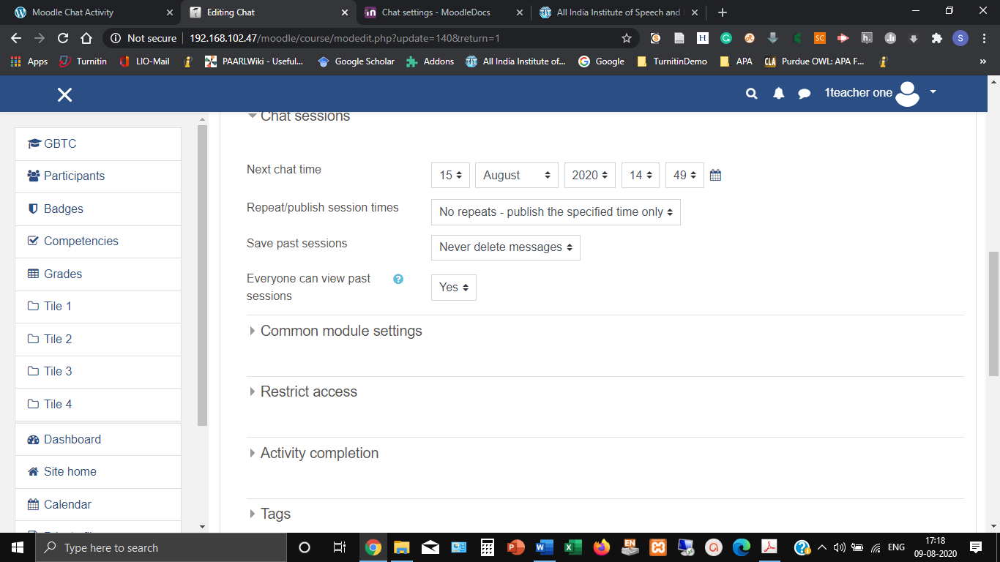 Moodle Chat Activity
Editing Chat
Chat settings - MoodleDocs
All India Institute of Speech and
Not secure
192.168.102.47/moodle/course/modedit.php?update=140&return=1
Apps
Turnitin
LIO-Mail
PAARLWiki - Useful...
Google Scholar
Addons
All India Institute of...
Google
TurnitinDemo
APA
Purdue OWL: APA F...
1teacher one
GBTC
Participants
Badges
Competencies
Grades
Tile 1
Tile 2
Tile 3
Tile 4
Dashboard
Site home
Calendar
Chat sessions
Next chat time
15
August
2020
14
49
Repeat/publish session times
No repeats - publish the specified time only
Save past sessions
Never delete messages
Everyone can view past
sessions
Yes
Common module settings
Restrict access
Activity completion
Tags
Type here to search
ENG
17:18
09-08-2020